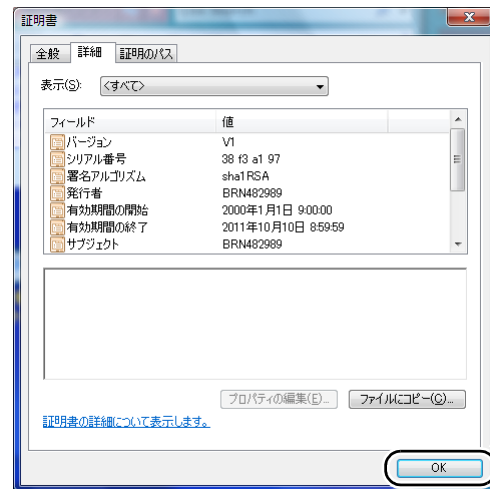 証明書
全般 詳細 証明のパス
表示(S): <すべて>
フィールド 値
バージョン V1
シリアル番号 38 f3 a1 97
署名アルゴリズム sha1RSA
発行者 BRN482989
有効期間の開始 2000年1月1日 9:00:00
有効期間の終了 2011年10月10日 8:59:59
サブジェクト BRN482989
プロパティの編集(E)... ファイルにコピー(C)...
証明書の詳細について表示します。
OK